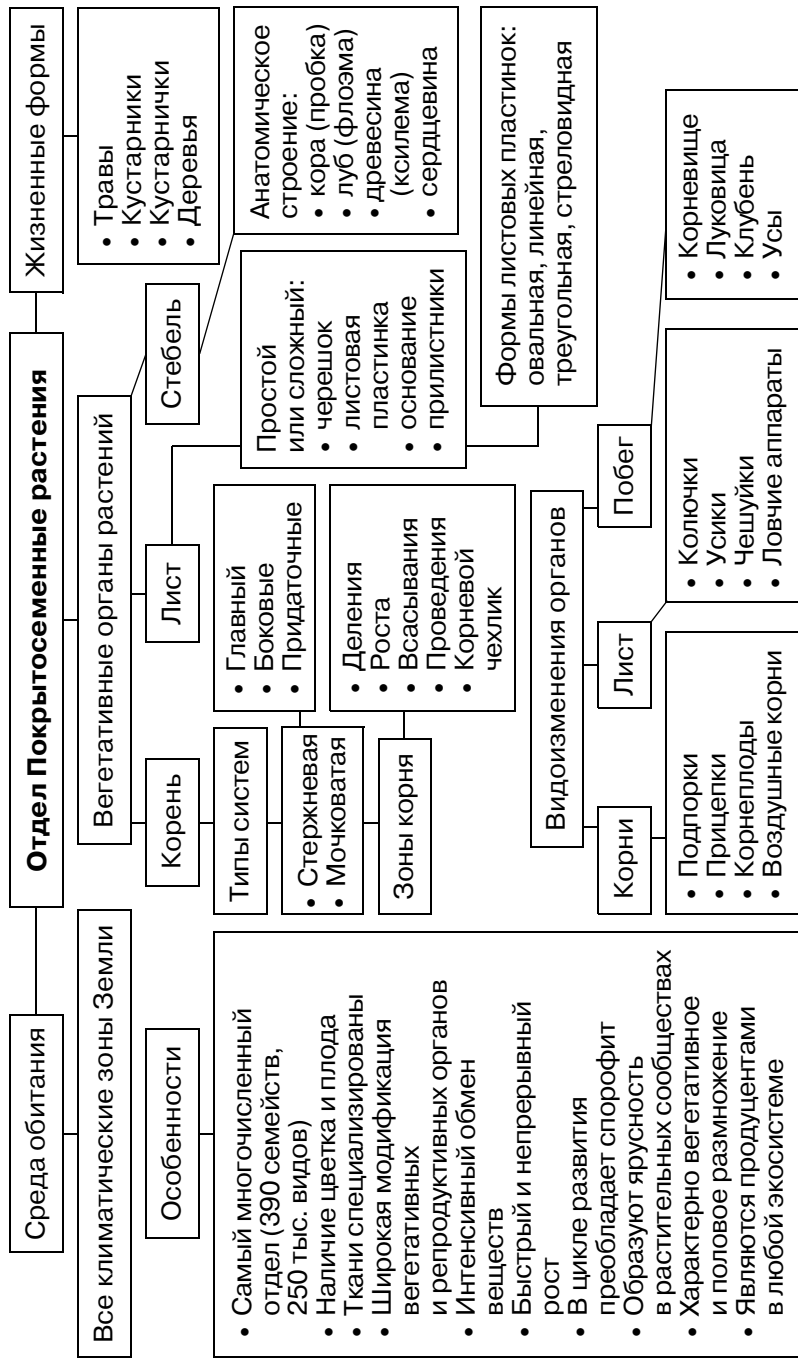 Отдел Покрытосеменные растения
Среда обитания
Все климатические зоны Земли
Особенности
• Самый многочисленный
отдел (390 семейств,
250 тыс. видов)
• Наличие цветка и плода
• Ткани специализированы
• Широкая модификация
вегетативных
и репродуктивных органов
• Интенсивный обмен
веществ
• Быстрый и непрерывный
рост
• В цикле развития
преобладает спорофит
• Образуют ярусность
в растительных сообществах
• Характерно вегетативное
и половое размножение
• Являются продуцентами
в любой экосистеме
Вегетативные органы растений
Корень
Типы систем
• Стержневая
• Мочковатая
• Главный
• Боковые
• Придаточные
Зоны корня
• Деления
• Роста
• Всасывания
• Проведения
• Корневой
чехлик
Лист
Простой
или сложный:
• черешок
• листовая
пластинка
• основание
• прилистники
Формы листовых пластинок:
овальная, линейная,
треугольная, стреловидная
Стебель
Анатомическое
строение:
• кора (пробка)
• луб (флоэма)
• древесина
(ксилема)
• сердцевина
Жизненные формы
• Травы
• Кустарники
• Кустарнички
• Деревья
Видоизменения органов
Корни
• Подпорки
• Прицепки
• Корнеплоды
• Воздушные корни
Лист
• Колючки
• Усики
• Чешуйки
• Ловчие аппараты
Побег
• Корневище
• Луковица
• Клубень
• Усы